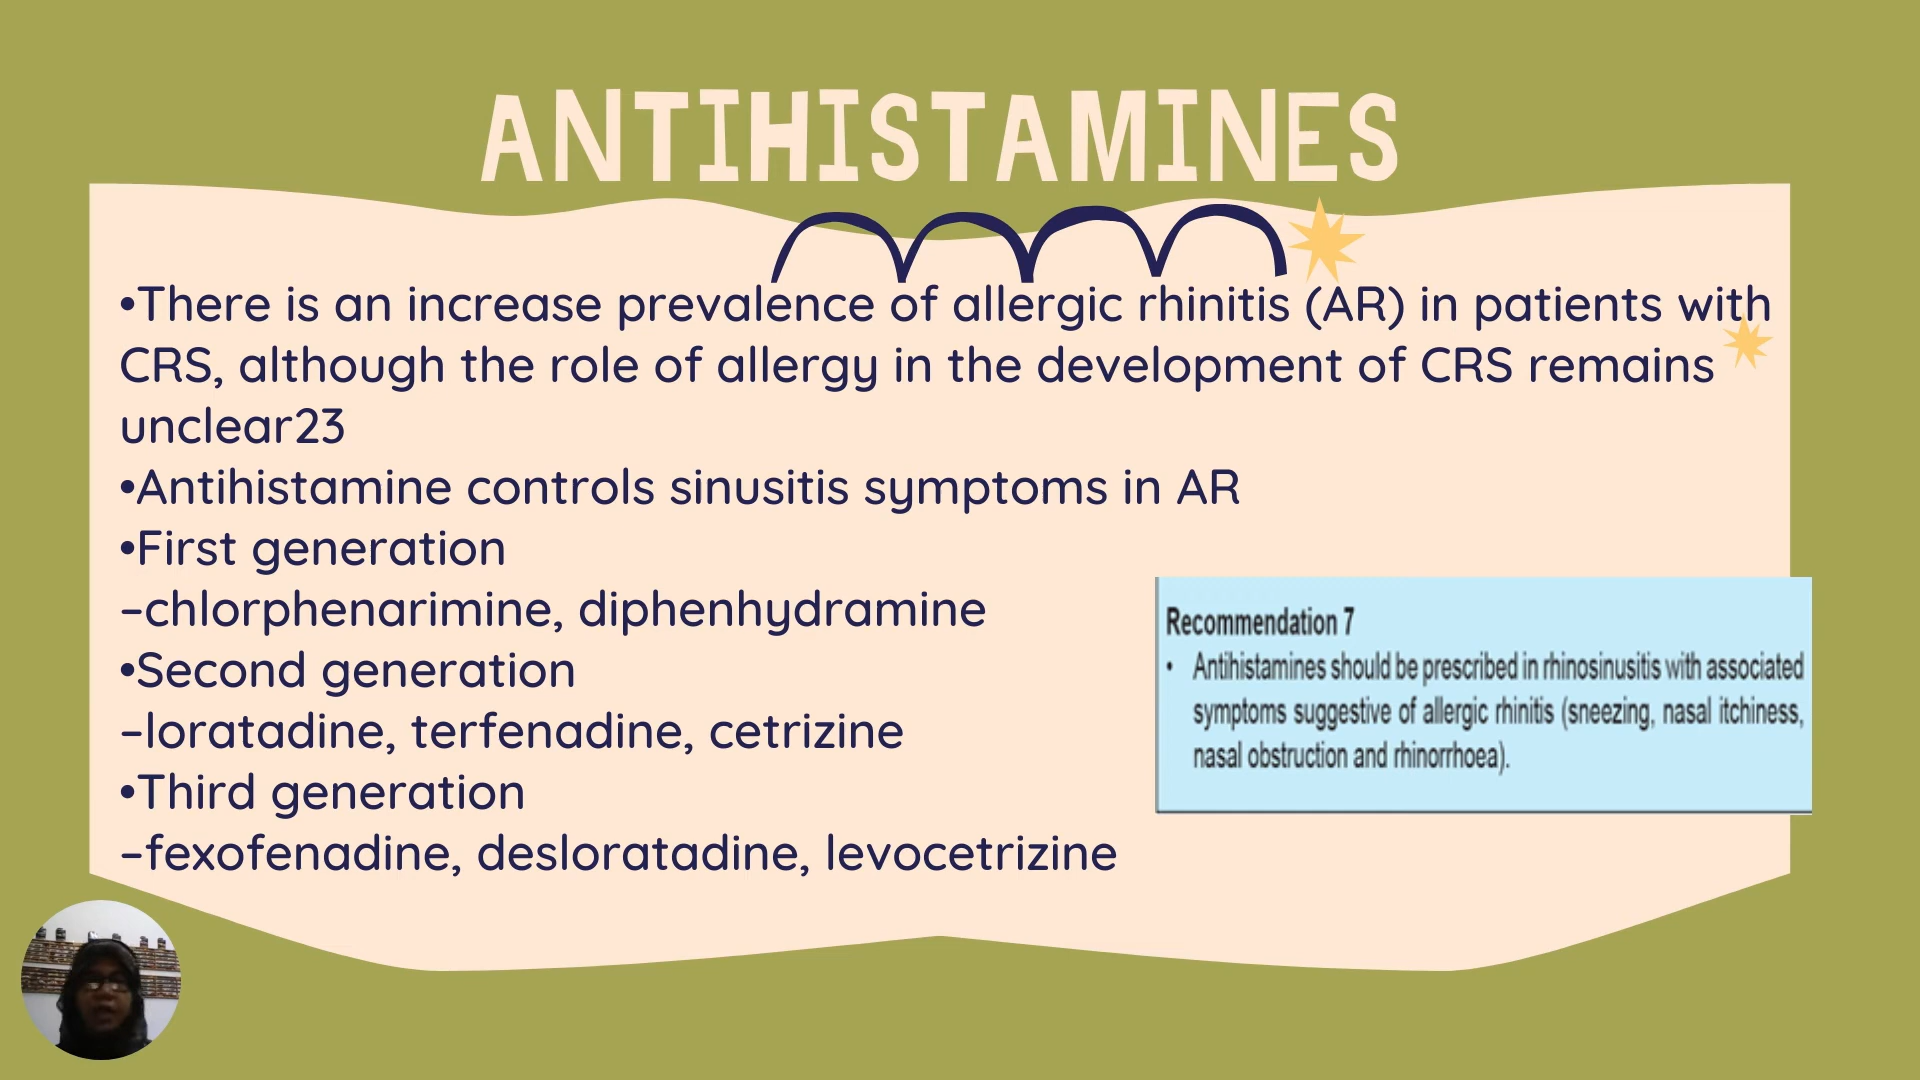 ANTIHISTAMINES
•There is an increase prevalence of allergic rhinitis (AR) in patients with
CRS, although the role of allergy in the development of CRS remains
unclear23
•Antihistamine controls sinusitis symptoms in AR
•First generation
–chlorphenarimine, diphenhydramine
•Second generation
–loratadine, terfenadine, cetrizine
•Third generation
–fexofenadine, desloratadine, levocetrizine
Recommendation 7
• Antihistamines should be prescribed in rhinosinusitis with associated
symptoms suggestive of allergic rhinitis (sneezing, nasal itchiness,
nasal obstruction and rhinorrhoea).